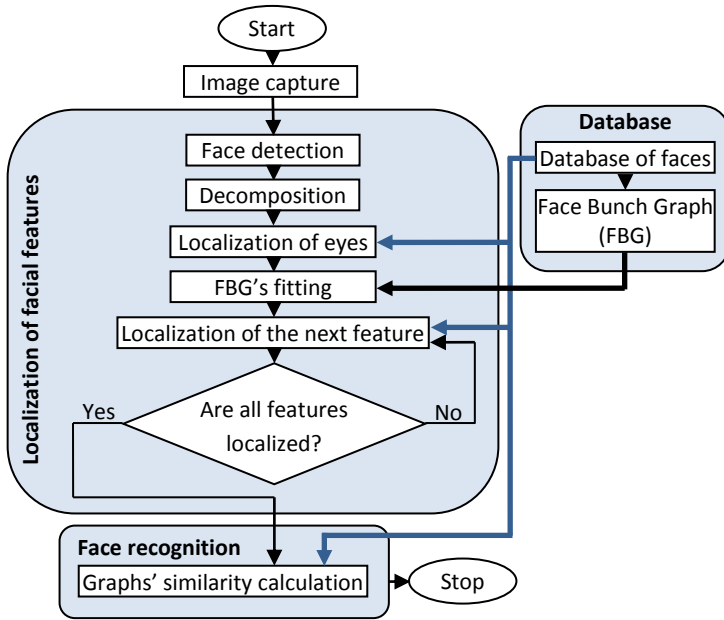 Start
Image capture
Localization of facial features
Face detection
Decomposition
Localization of eyes
FBG's fitting
Localization of the next feature
Are all features
localized?
Yes
No
Database
Database of faces
Face Bunch Graph
(FBG)
Face recognition
Graphs' similarity calculation
Stop